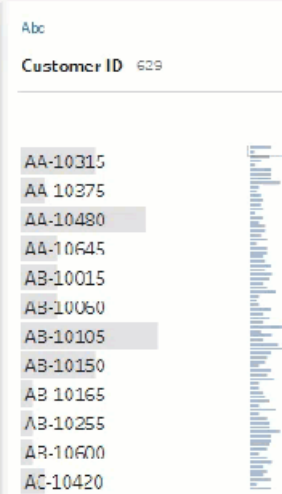 Abc
Customer ID 629
AA-10315
AA-10375
AA-10480
AA-10645
AB-10015
AB-10060
AB-10105
AB-10150
AB-10165
AB-10255
AB-10600
AC-10420